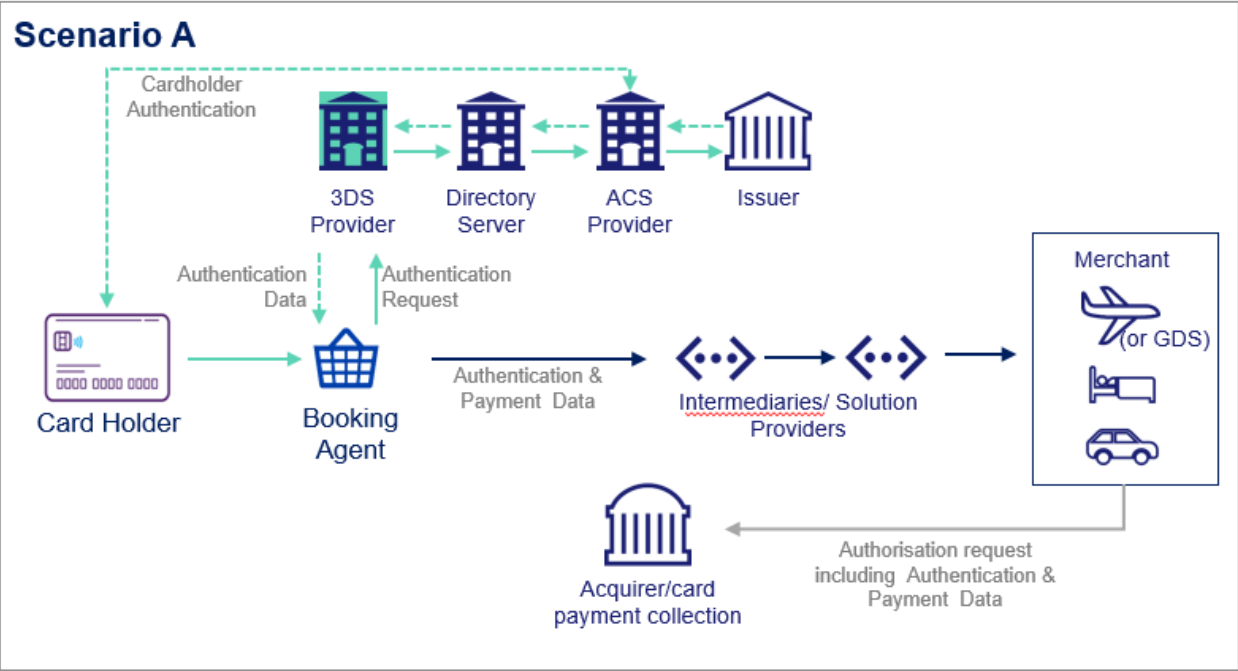 Scenario A
Cardholder
Authentication
3DS
Provider
Directory
Server
ACS
Provider
Issuer
Authentication
Data
Authentication
Request
Merchant
(or GDS)
Card Holder
Booking
Agent
Authentication &
Payment Data
Intermediaries/ Solution
Providers
Acquirer/card
payment collection
Authorisation request
including Authentication &
Payment Data